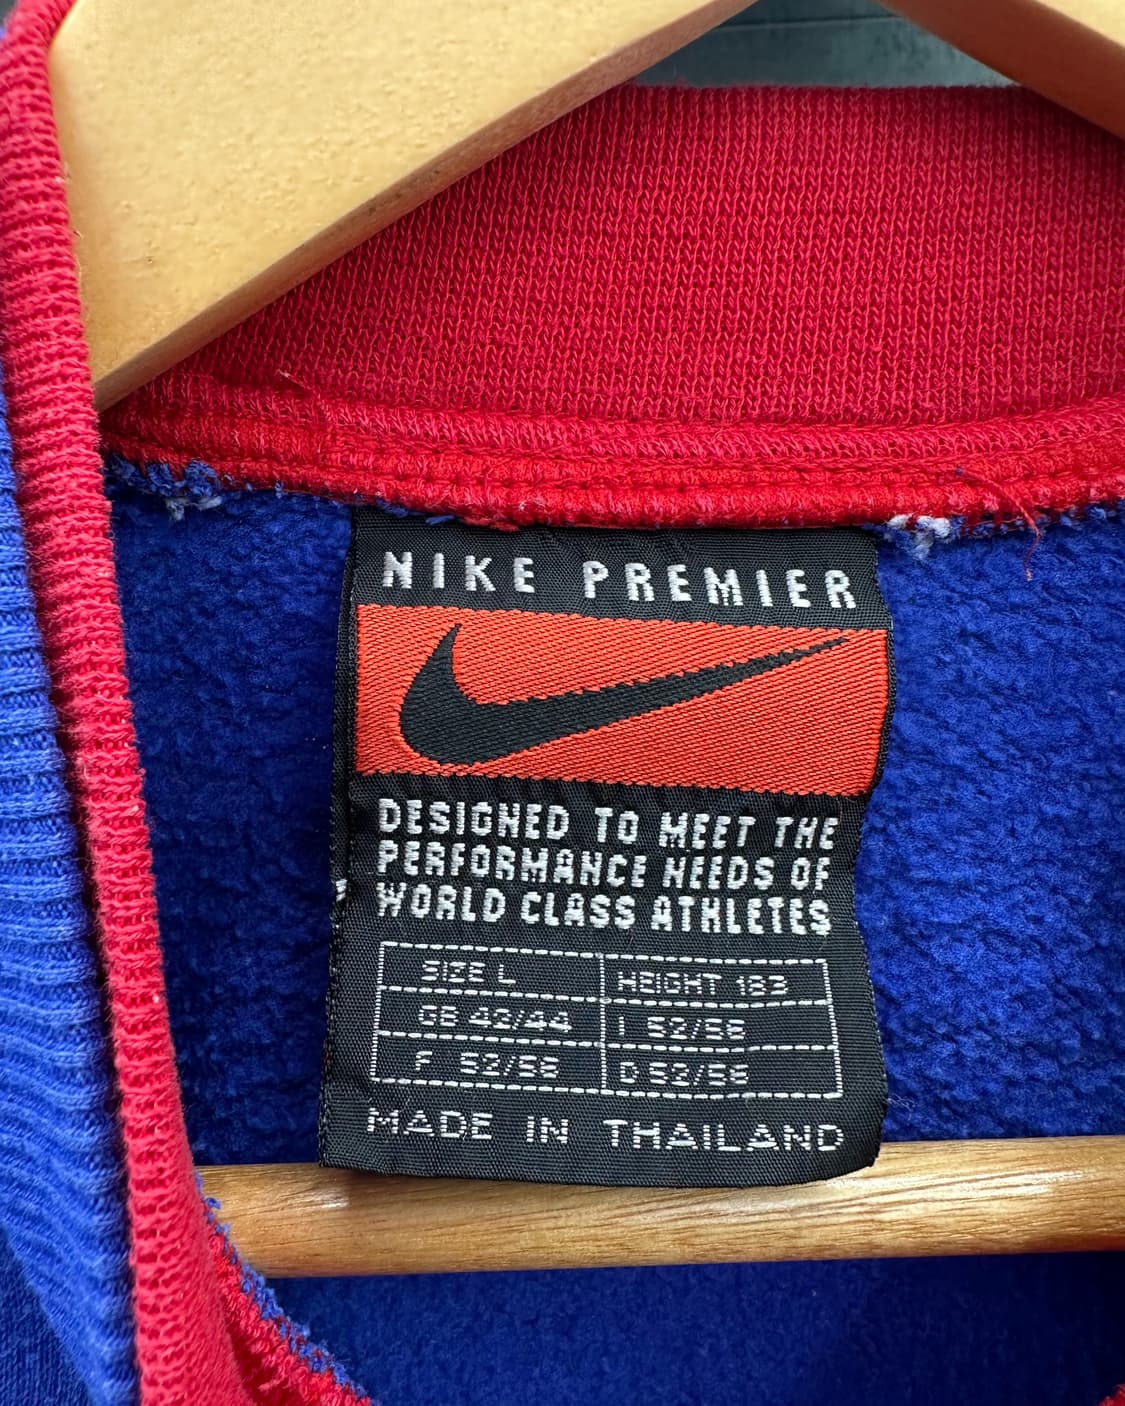 NIKE PREMIER
DESIGNED TO MEET THE
PERFORMANCE NEEDS OF
WORLD CLASS ATHLETES
SIZE L HEIGHT 183
GB 42/44 I 52/56
F 52/56 D 52/56
MADE IN THAILAND